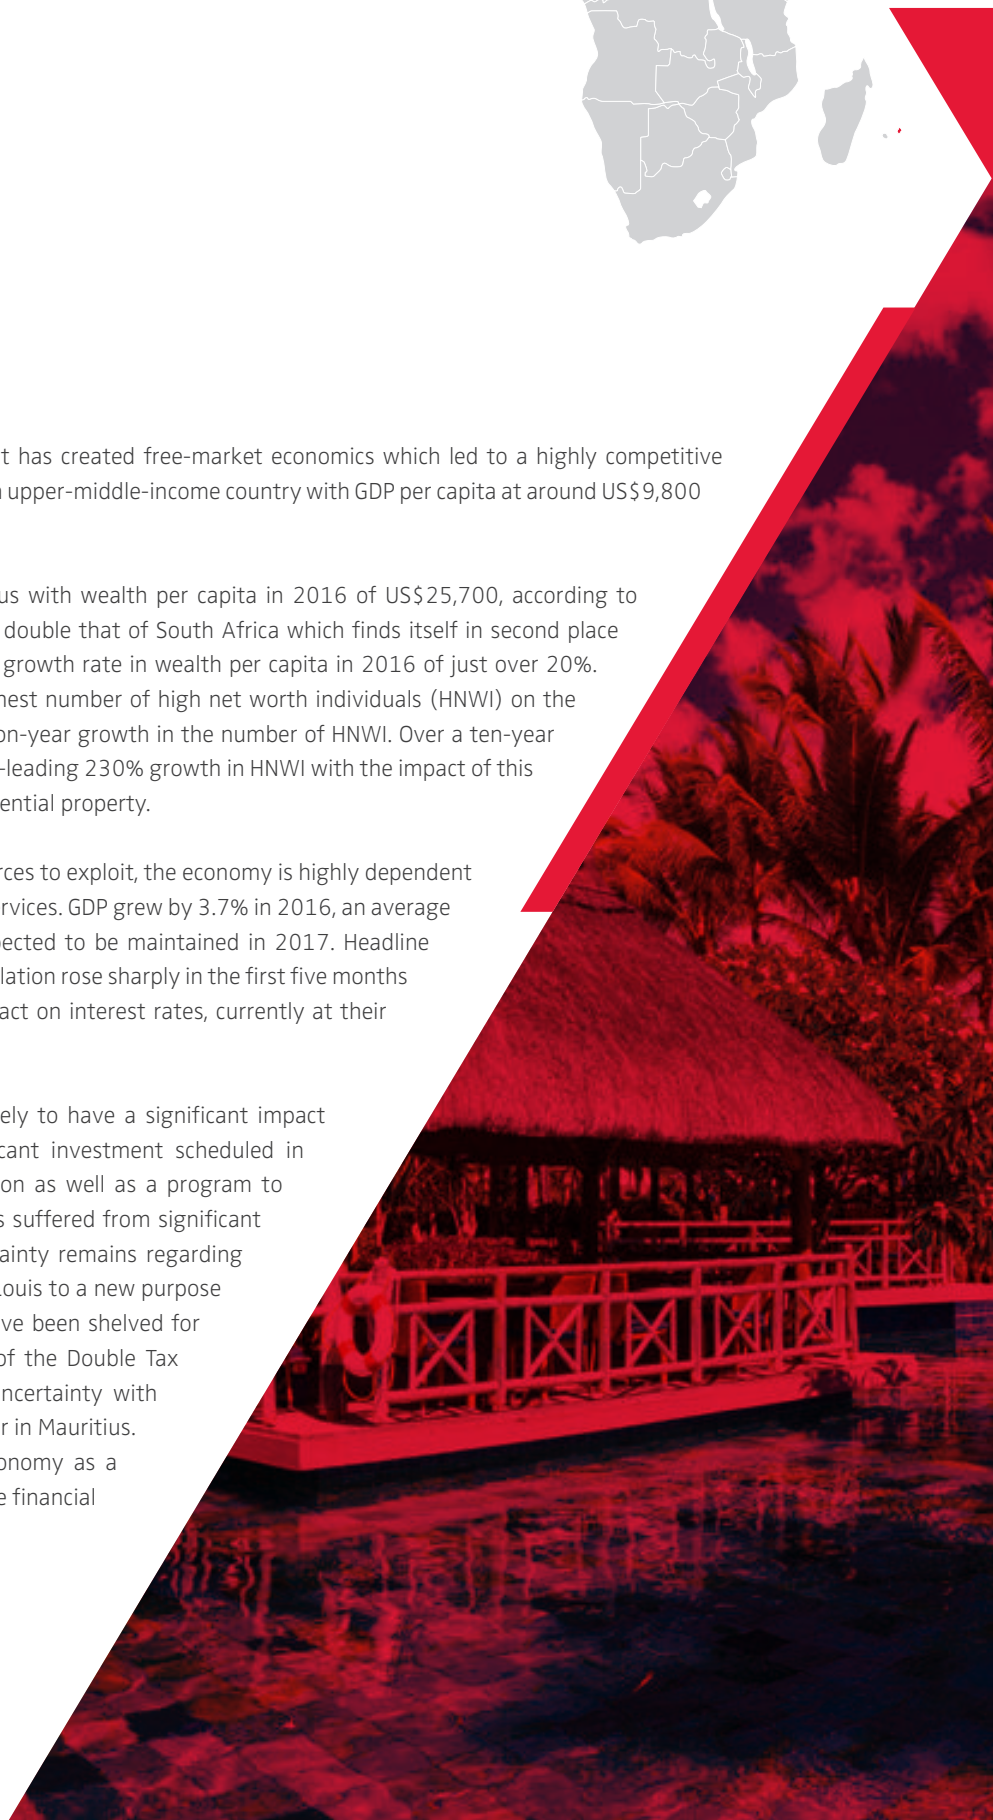 t has created free-market economics which led to a highly competitive
upper-middle-income country with GDP per capita at around US$9,800
us with wealth per capita in 2016 of US$25,700, according to
double that of South Africa which finds itself in second place
growth rate in wealth per capita in 2016 of just over 20%.
nest number of high net worth individuals (HNWI) on the
on-year growth in the number of HNWI. Over a ten-year
-leading 230% growth in HNWI with the impact of this
ential property.
rces to exploit, the economy is highly dependent
rvices. GDP grew by 3.7% in 2016, an average
pected to be maintained in 2017. Headline
lation rose sharply in the first five months
act on interest rates, currently at their
ely to have a significant impact
cant investment scheduled in
on as well as a program to
s suffered from significant
ainty remains regarding
Louis to a new purpose
ve been shelved for
of the Double Tax
ncertainty with
r in Mauritius.
onomy as a
e financial